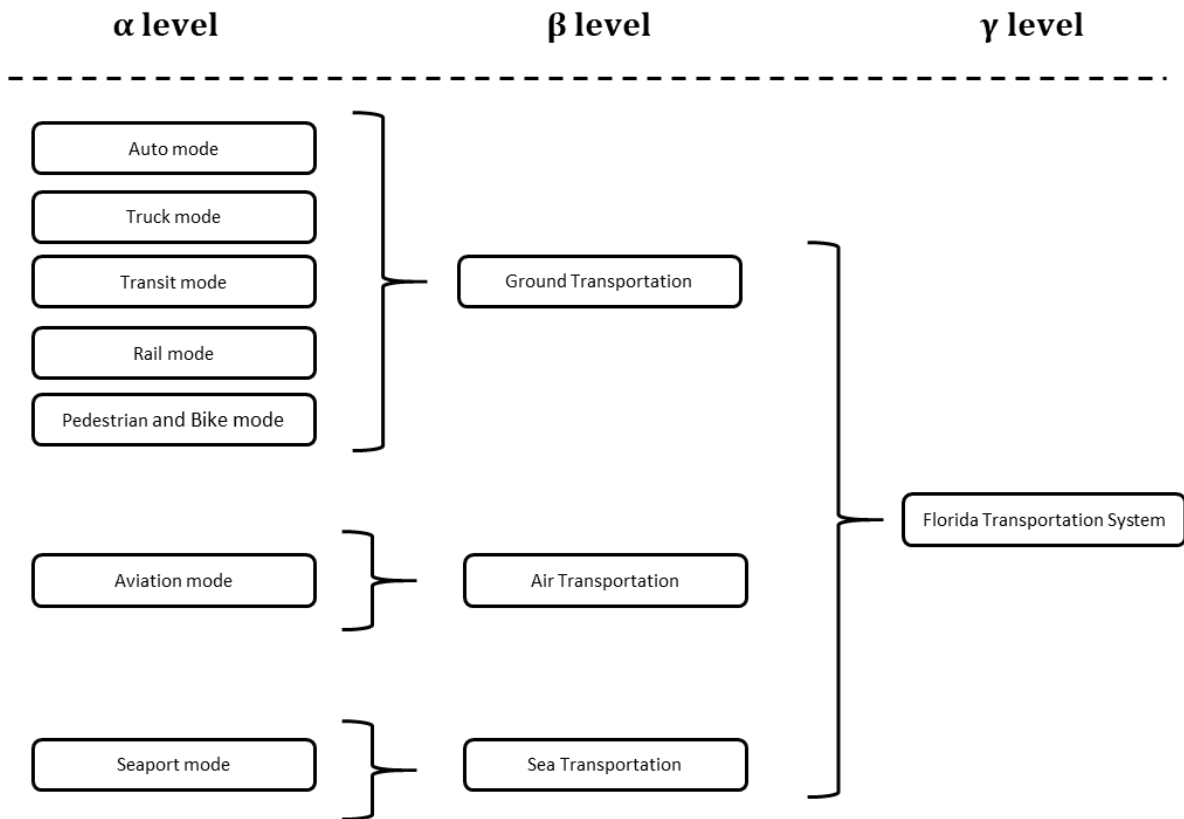 α level
β level
γ level
Auto mode
Truck mode
Transit mode
Rail mode
Pedestrian and Bike mode
Ground Transportation
Aviation mode
Air Transportation
Seaport mode
Sea Transportation
Florida Transportation System